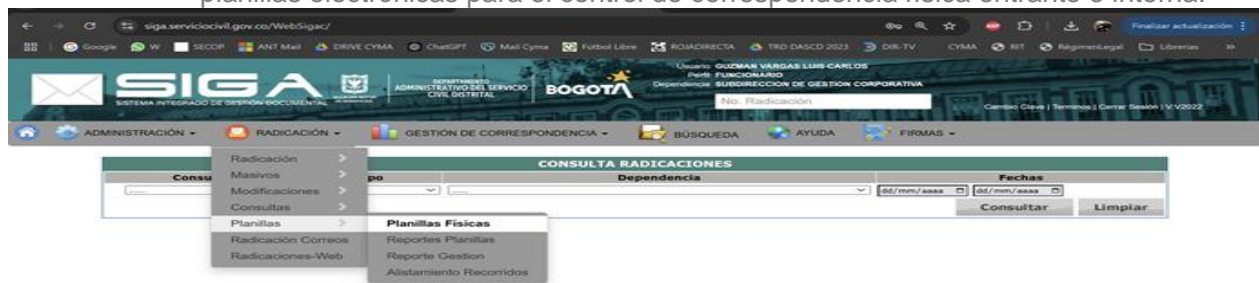 planillas electrónicas para el control de correspondencia física entrante e interna.
siga.serviciocivil.gov.co/WebSigac/
Finalizar actualización
Google W SECOP ANT Mail DRIVE CYMA ChatGPT Mail Cyma Fútbol Libre ROJADIRECTA TRD DASCD 2023 DIR-TV CYMA RIT RégimenLegal Librerias
SIGA
SISTEMA INTEGRADO DE GESTIÓN DOCUMENTAL
DEPARTAMENTO
ADMINISTRATIVO DEL SERVICIO
CIVIL DISTRITAL
BOGOTÁ
Usuario GUZMAN VARGAS LUIS CARLOS
Perfil FUNCIONARIO
Dependencia SUBDIRECCION DE GESTION CORPORATIVA
No. Radicación
Cambio Clave | Terminos | Cerrar Sesión | V.V2022
ADMINISTRACIÓN RADICACIÓN GESTIÓN DE CORRESPONDENCIA BÚSQUEDA AYUDA FIRMAS
CONSULTA RADICACIONES
Consu po Dependencia Fechas
dd/mm/aaaa dd/mm/aaaa
Consultar Limpiar
Radicación
Masivos
Modificaciones
Consultas
Planillas
Radicación Correos
Radicaciones-Web
Planillas Físicas
Reportes Planillas
Reporte Gestion
Alistamiento Recorridos